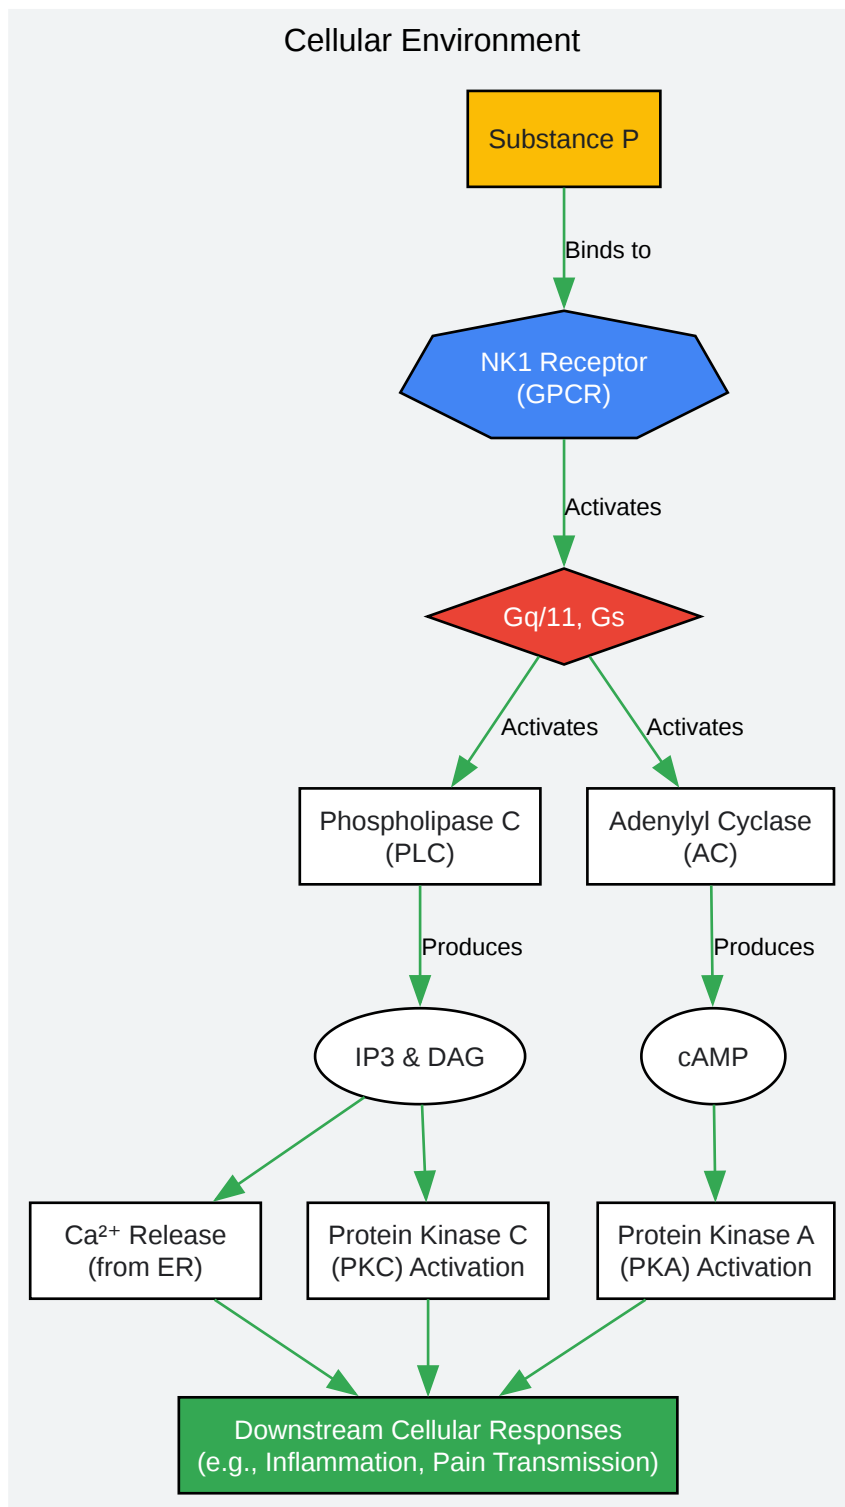 Cellular Environment
Substance P
Binds to
NK1 Receptor
(GPCR)
Activates
Gq/11, Gs
Activates
Activates
Phospholipase C
(PLC)
Adenylyl Cyclase
(AC)
Produces
Produces
IP3 & DAG
cAMP
Ca²⁺ Release
(from ER)
Protein Kinase C
(PKC) Activation
Protein Kinase A
(PKA) Activation
Downstream Cellular Responses
(e.g., Inflammation, Pain Transmission)